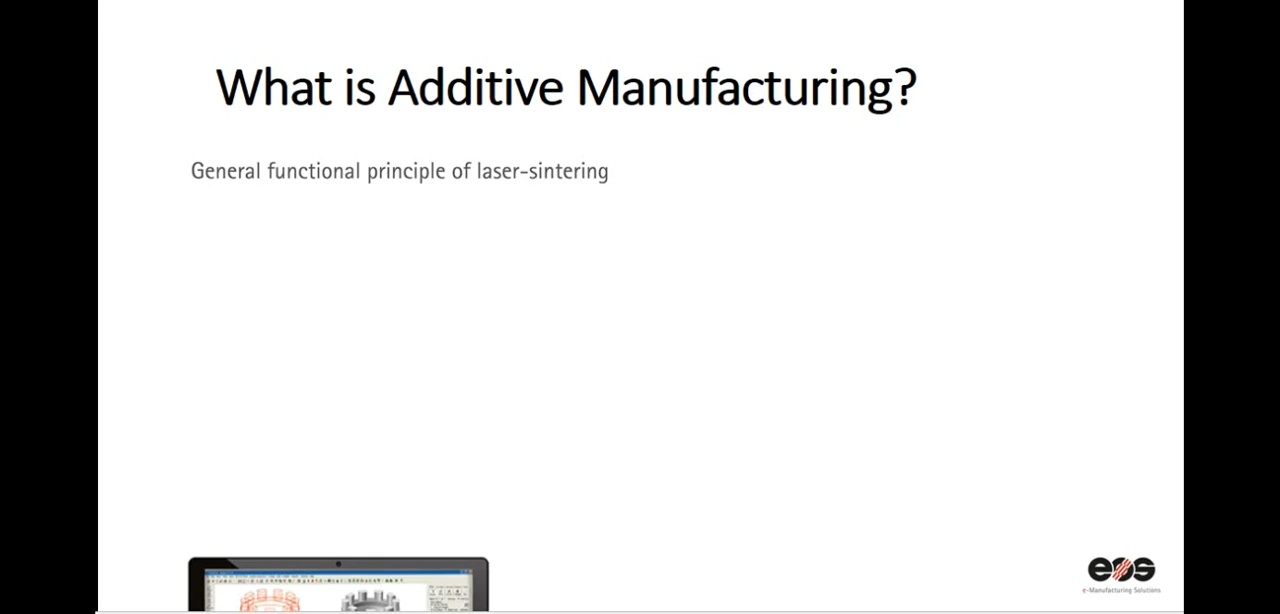 What is Additive Manufacturing?
General functional principle of laser-sintering
eos
e-Manufacturing Solutions